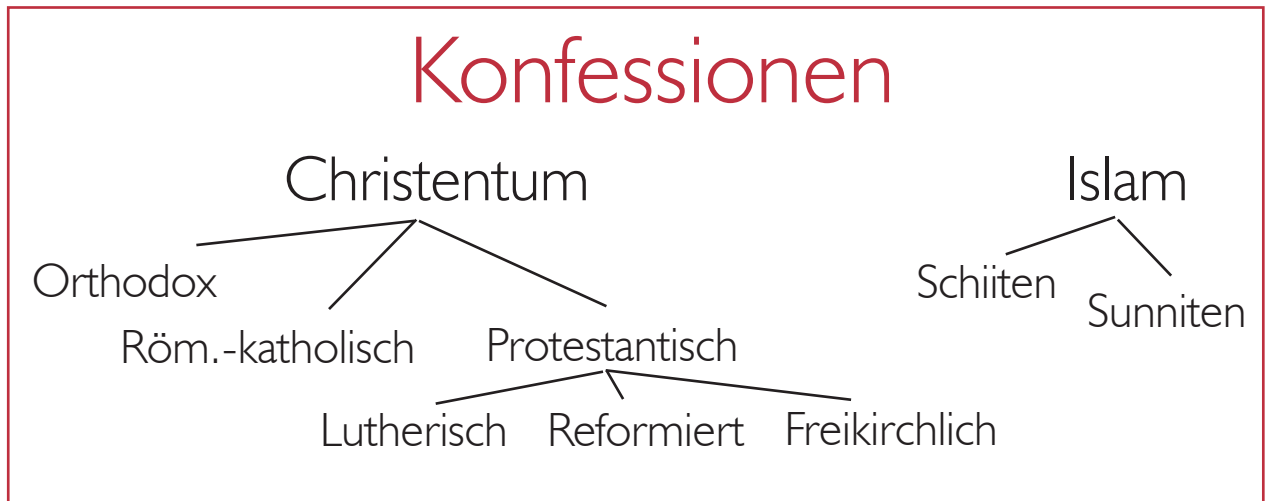 Konfessionen
Christentum
Islam
Orthodox
Schiiten
Sunniten
Röm.-katholisch
Protestantisch
Lutherisch
Reformiert
Freikirchlich